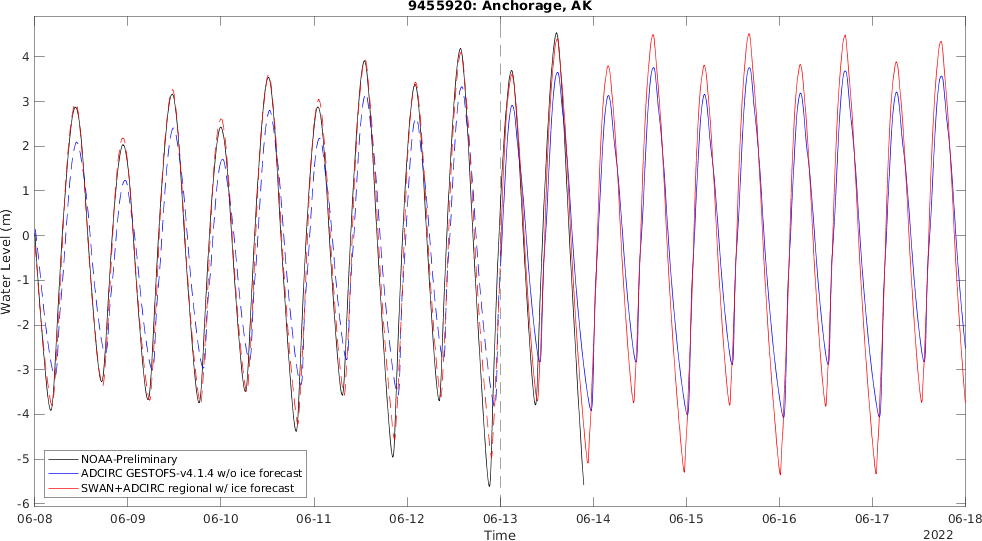 9455920: Anchorage, AK
Water Level (m)
4
3
2
1
0
-1
-2
-3
-4
-5
-6
NOAA-Preliminary
ADCIRC GESTOFS-v4.1.4 w/o ice forecast
SWAN+ADCIRC regional w/ ice forecast
06-08 06-09 06-10 06-11 06-12 06-13 06-14 06-15 06-16 06-17 06-18
Time
2022